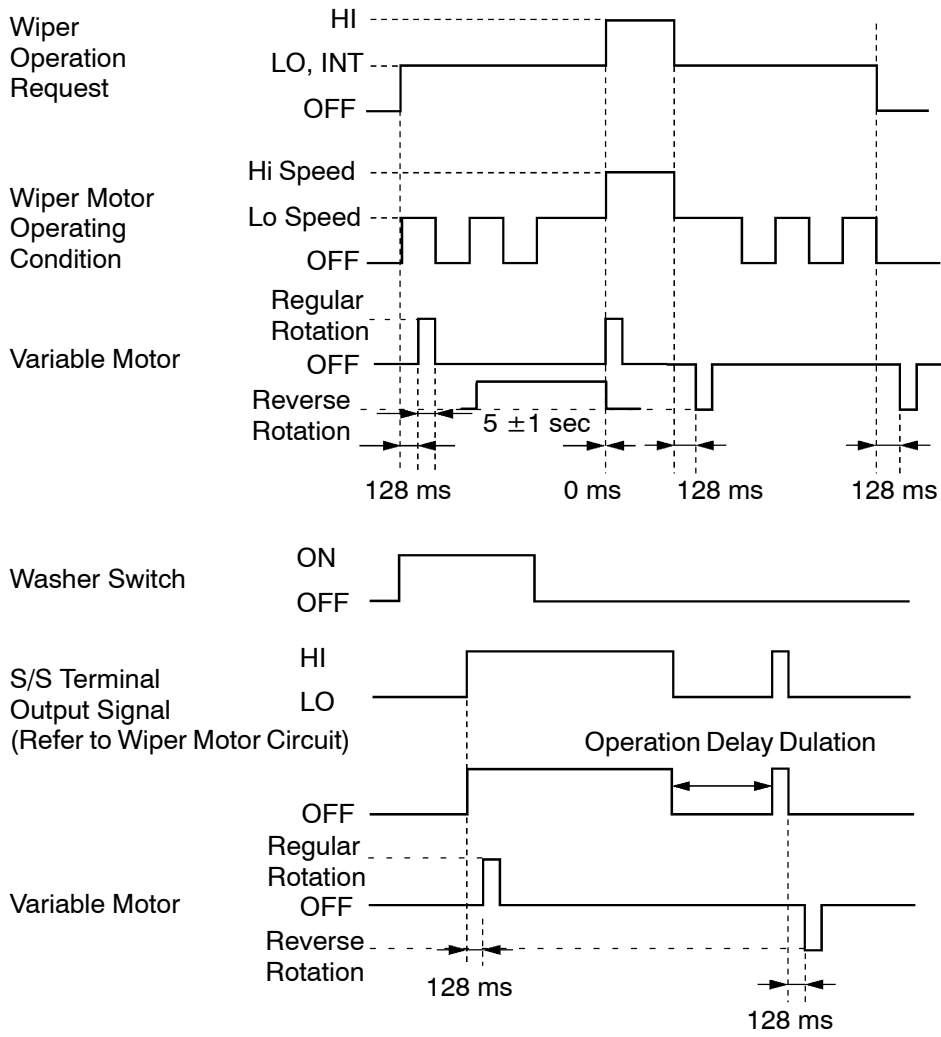 Wiper
Operation
Request
HI
LO, INT
OFF
Wiper Motor
Operating
Condition
Hi Speed
Lo Speed
OFF
Variable Motor
Regular
Rotation
OFF
Reverse
Rotation
5 ±1 sec
128 ms
0 ms
128 ms
128 ms
Washer Switch
ON
OFF
S/S Terminal
Output Signal
(Refer to Wiper Motor Circuit)
HI
LO
Operation Delay Dulation
OFF
Variable Motor
Regular
Rotation
OFF
Reverse
Rotation
128 ms
128 ms